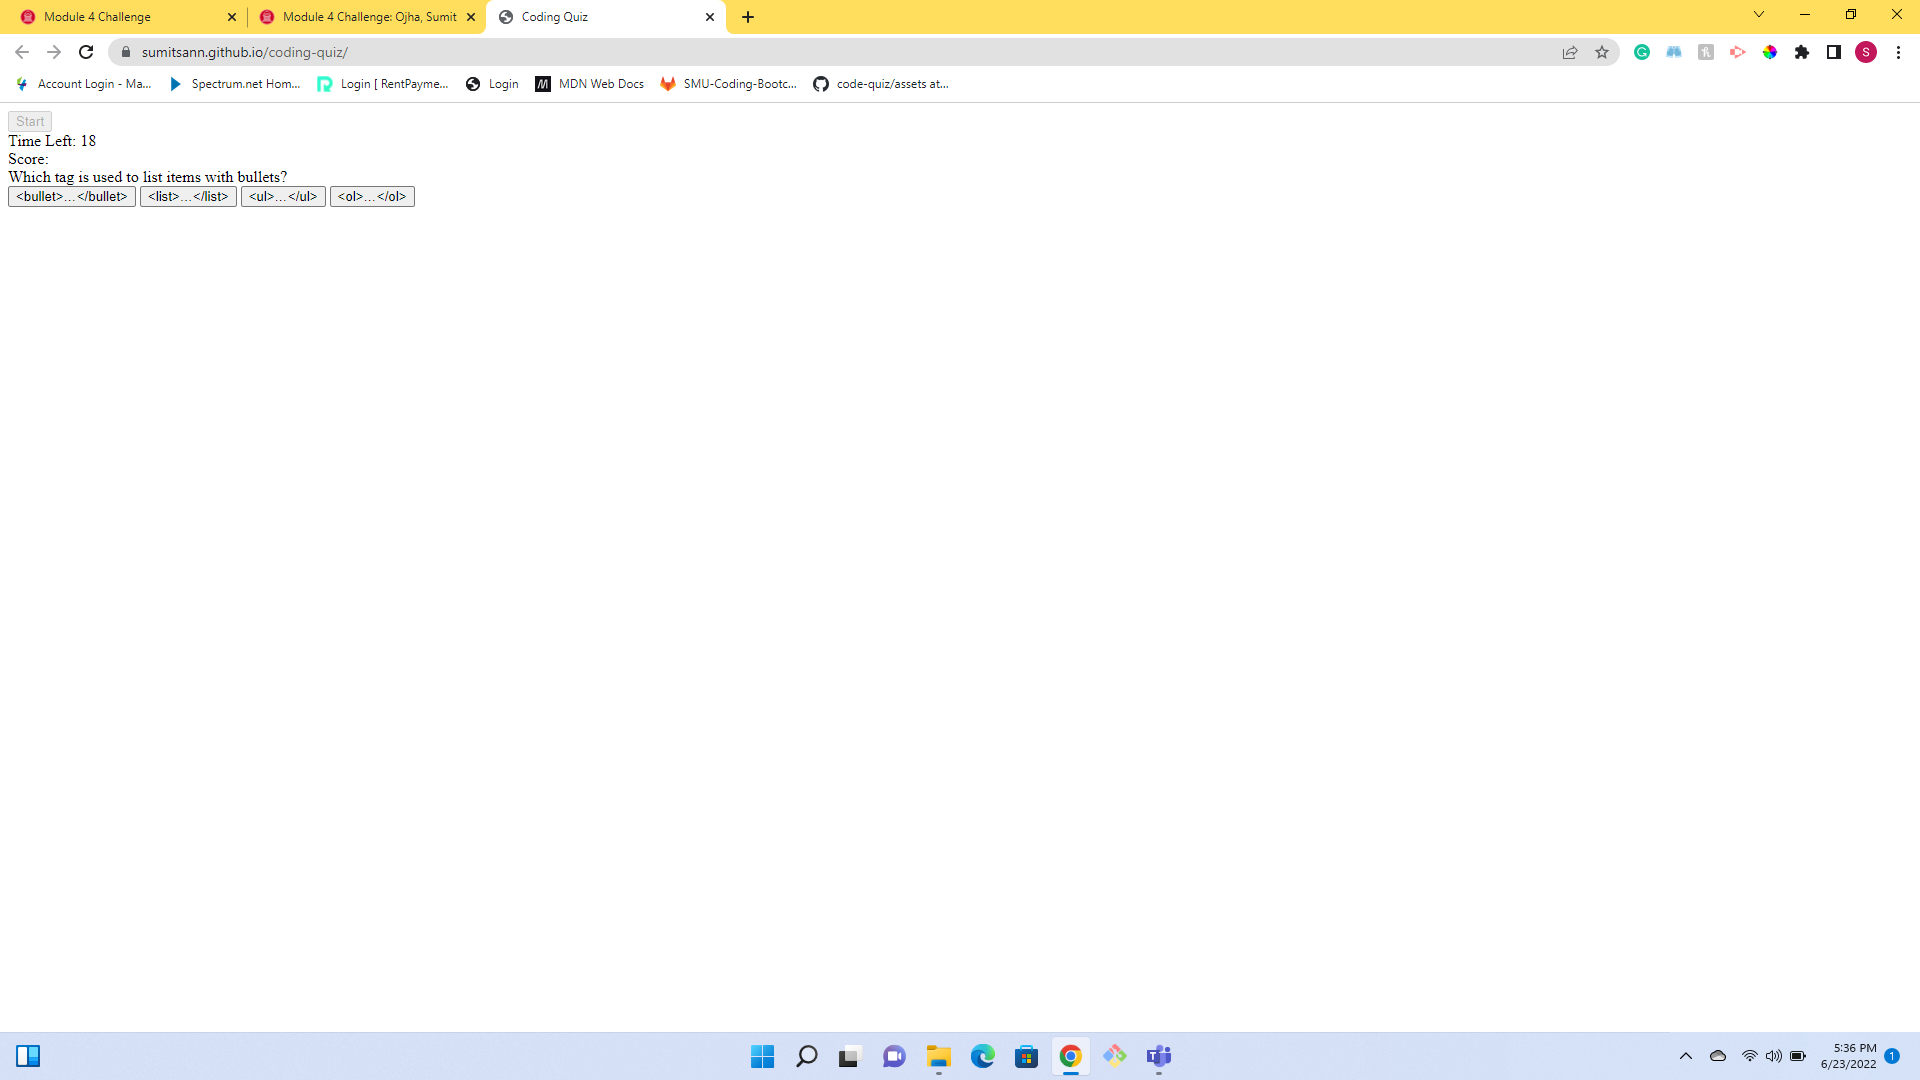 Module 4 Challenge
Module 4 Challenge: Ojha, Sumit
Coding Quiz
sumitsann.github.io/coding-quiz/
S
Account Login - Ma...
Spectrum.net Hom...
Login [ RentPayme...
Login
MDN Web Docs
SMU-Coding-Bootc...
code-quiz/assets at...
Start
Time Left: 18
Score:
Which tag is used to list items with bullets?
<bullet>...</bullet> <list>...</list> <ul>...</ul> <ol>...</ol>
5:36 PM
6/23/2022
1